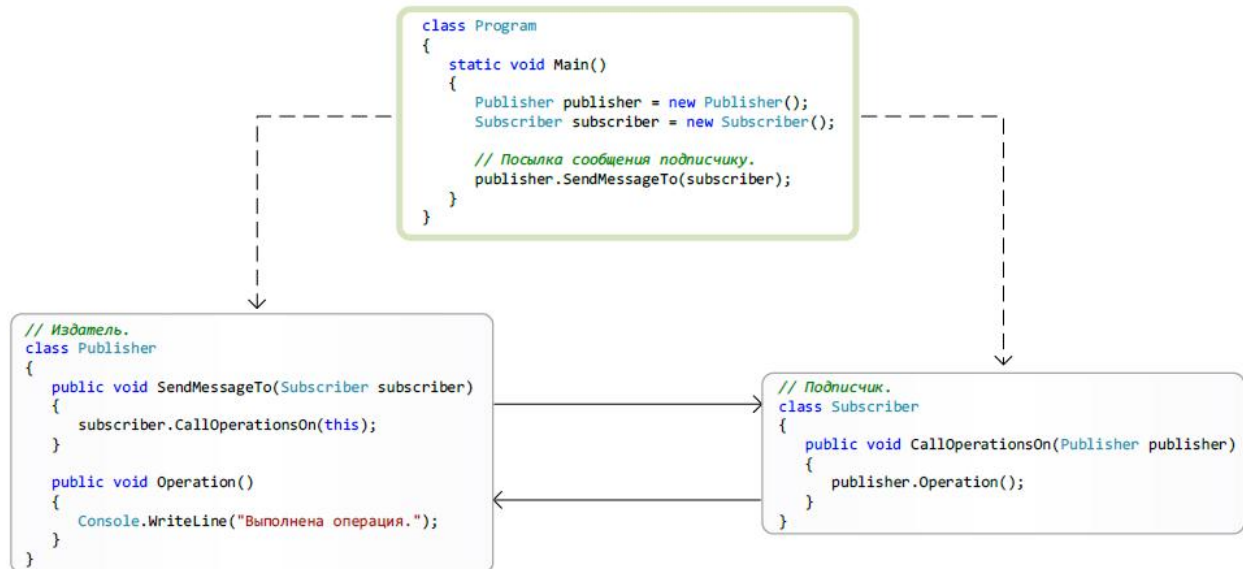 class Program
{
static void Main()
{
Publisher publisher = new Publisher();
Subscriber subscriber = new Subscriber();
// Посылка сообщения подписчику.
publisher.SendMessageTo(subscriber);
}
}
// Издатель.
class Publisher
{
public void SendMessageTo(Subscriber subscriber)
{
subscriber.CallOperationsOn(this);
}
public void Operation()
{
Console.WriteLine("Выполнена операция.");
}
}
// Подписчик.
class Subscriber
{
public void CallOperationsOn(Publisher publisher)
{
publisher.Operation();
}
}